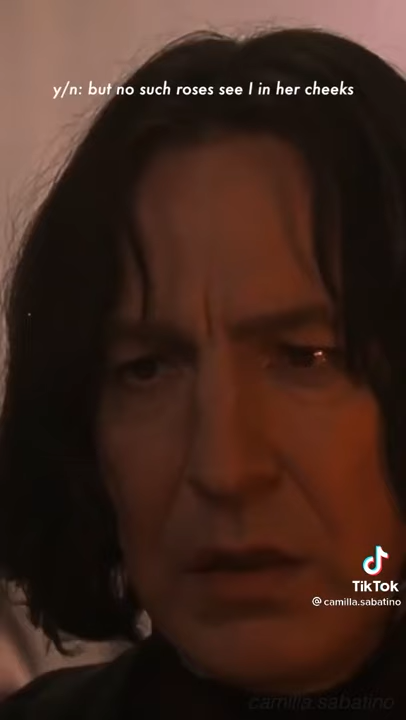 y/n: but no such roses see I in her cheeks
TikTok
@camilla.sabatino
camilla.sabatino